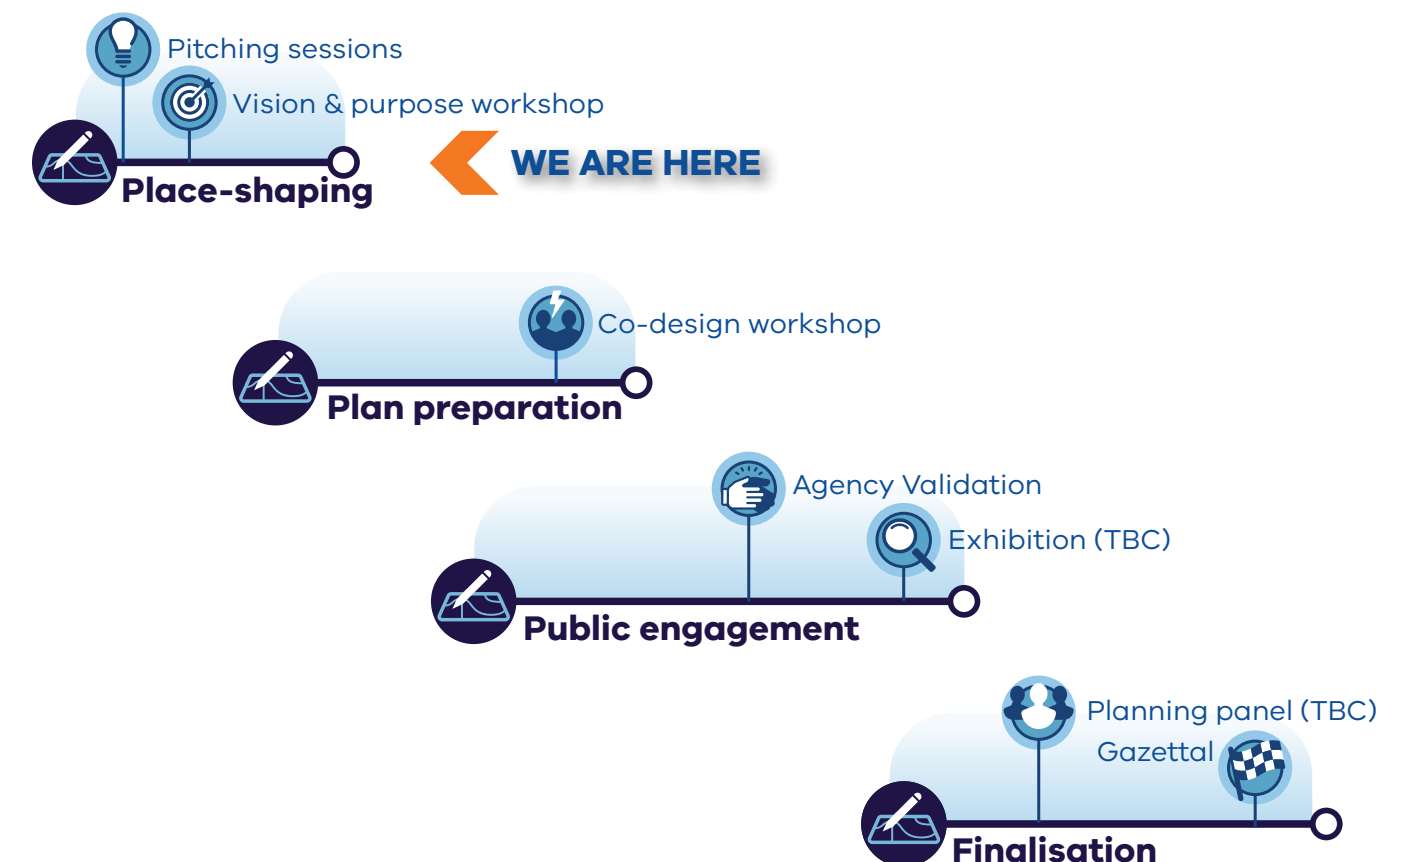 Pitching sessions
Vision & purpose workshop
WE ARE HERE
Place-shaping
Co-design workshop
Plan preparation
Agency Validation
Exhibition (TBC)
Public engagement
Planning panel (TBC)
Gazettal
Finalisation